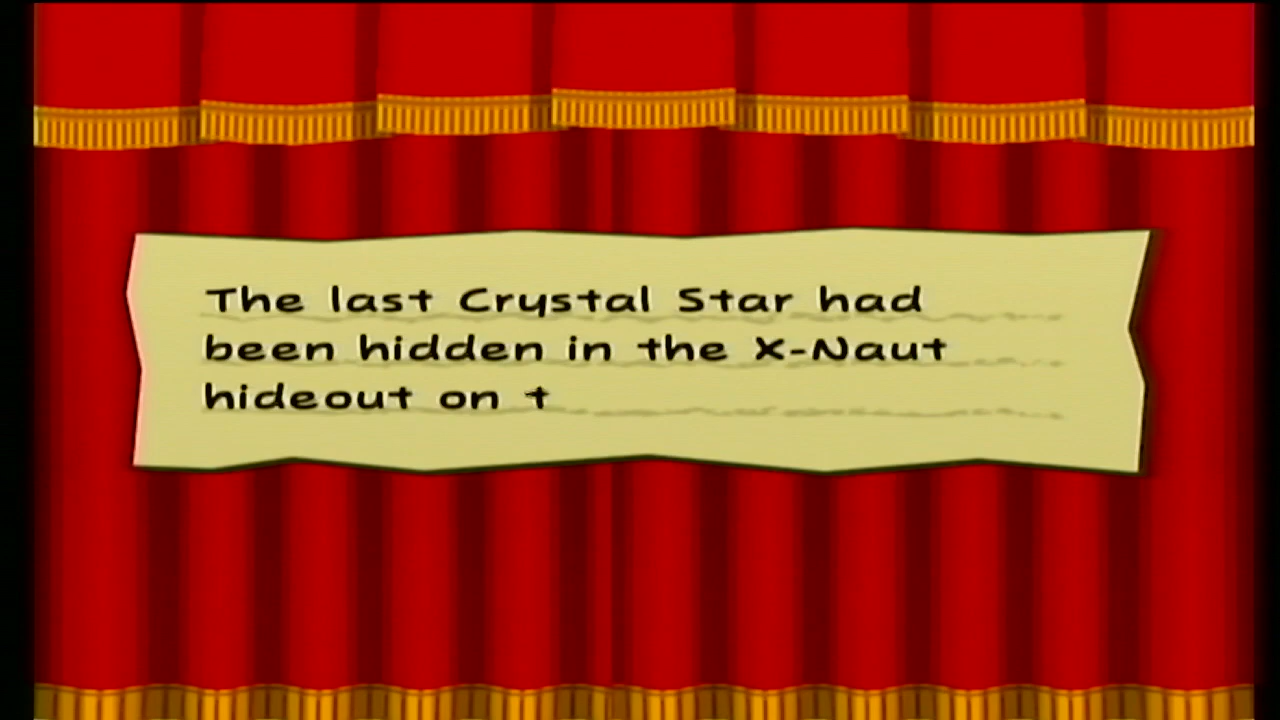 The last Crystal Star had
been hidden in the X-Naut
hideout on t